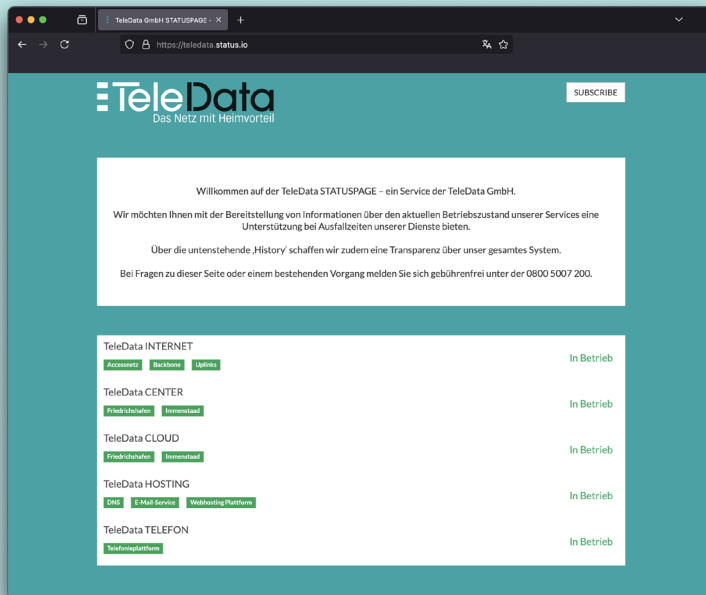 TeleData GmbH STATUSPAGE -
https://teledata.status.io
TeleData
Das Netz mit Heimvorteil
SUBSCRIBE
Willkommen auf der TeleData STATUSPAGE – ein Service der TeleData GmbH.
Wir möchten Ihnen mit der Bereitstellung von Informationen über den aktuellen Betriebszustand unserer Services eine
Unterstützung bei Ausfallzeiten unserer Dienste bieten.
Über die untenstehende ‚History' schaffen wir zudem eine Transparenz über unser gesamtes System.
Bei Fragen zu dieser Seite oder einem bestehenden Vorgang melden Sie sich gebührenfrei unter der 0800 5007 200.
TeleData INTERNET
In Betrieb
Accessnetz Backbone Uplinks
TeleData CENTER
In Betrieb
Friedrichshafen Immenstaad
TeleData CLOUD
In Betrieb
Friedrichshafen Immenstaad
TeleData HOSTING
In Betrieb
DNS E-Mail-Service Webhosting Plattform
TeleData TELEFON
In Betrieb
Telefonieplattform